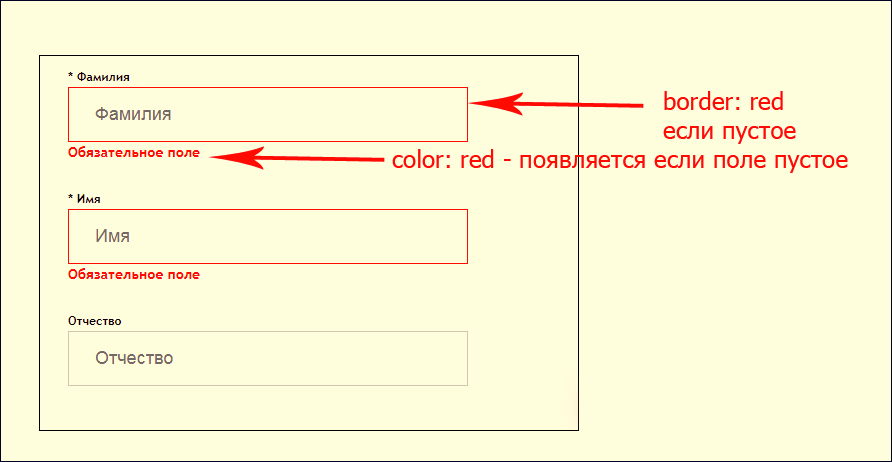 * Фамилия
Фамилия
border: red
если пустое
Обязательное поле
color: red - появляется если поле пустое
* Имя
Имя
Обязательное поле
Отчество
Отчество